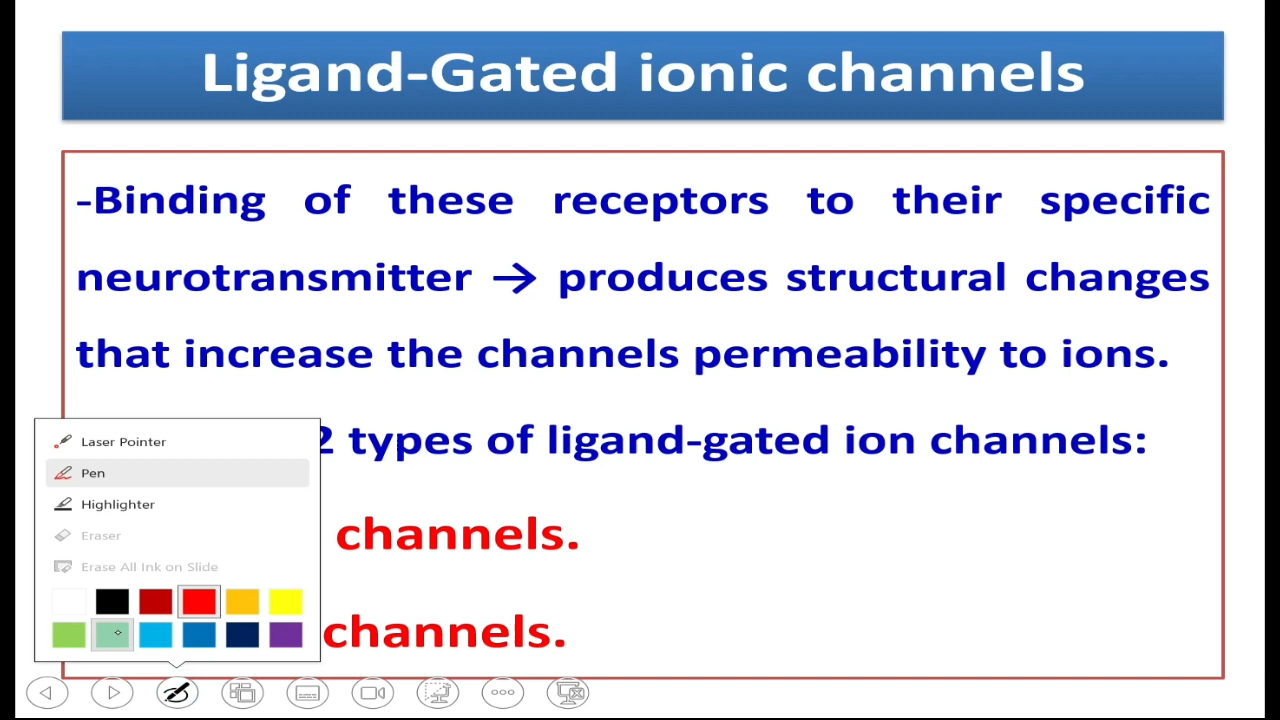 Ligand-Gated ionic channels
-Binding of these receptors to their specific
neurotransmitter → produces structural changes
that increase the channels permeability to ions.
2 types of ligand-gated ion channels:
channels.
channels.
Laser Pointer
Pen
Highlighter
Eraser
Erase All Ink on Slide